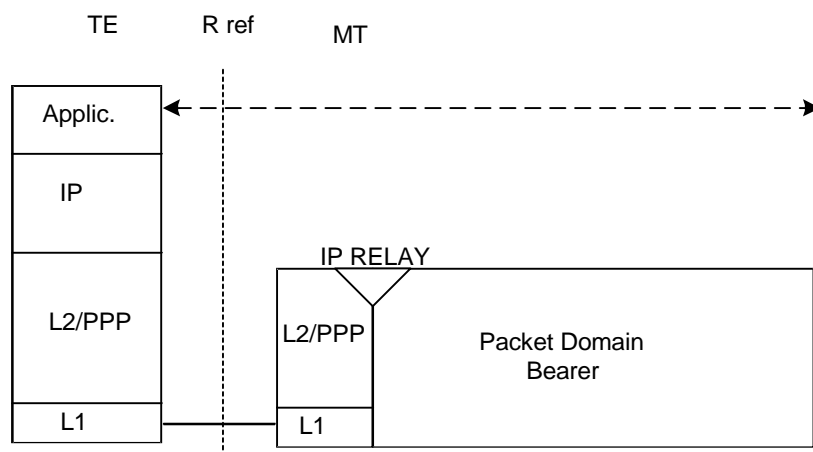 TE R ref MT
Applic.
IP
IP RELAY
L2/PPP L2/PPP Packet Domain
Bearer
L1 L1